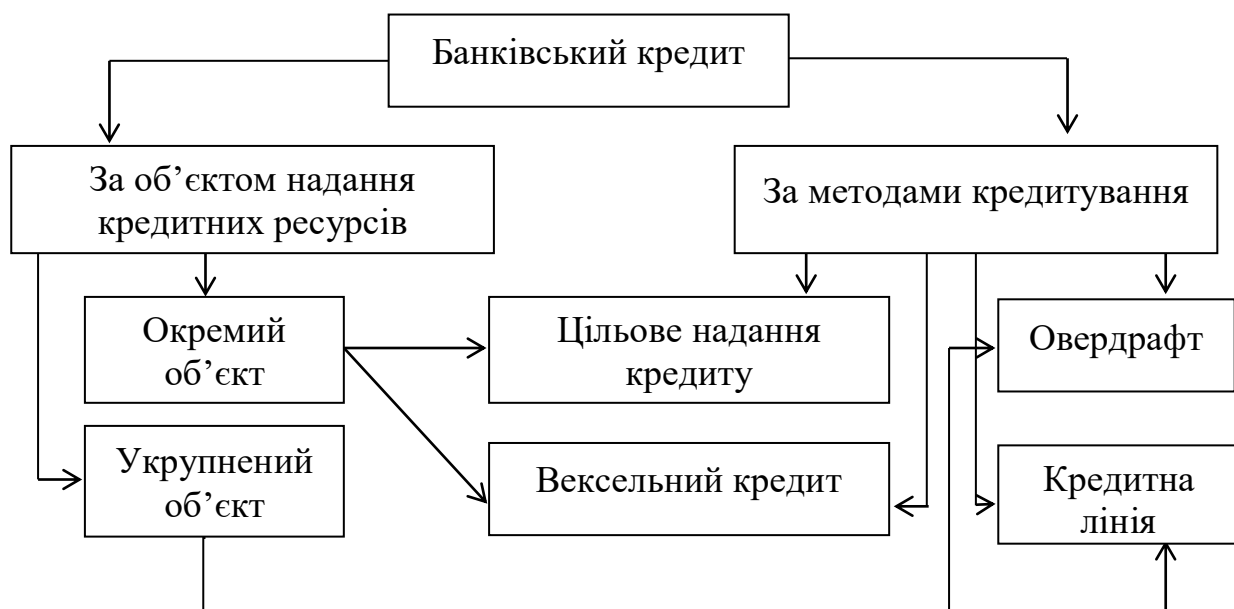 Банківський кредит
За об’єктом надання
кредитних ресурсів
За методами кредитування
Окремий
об’єкт
Цільове надання
кредиту
Овердрафт
Укрупнений
об’єкт
Вексельний кредит
Кредитна
лінія